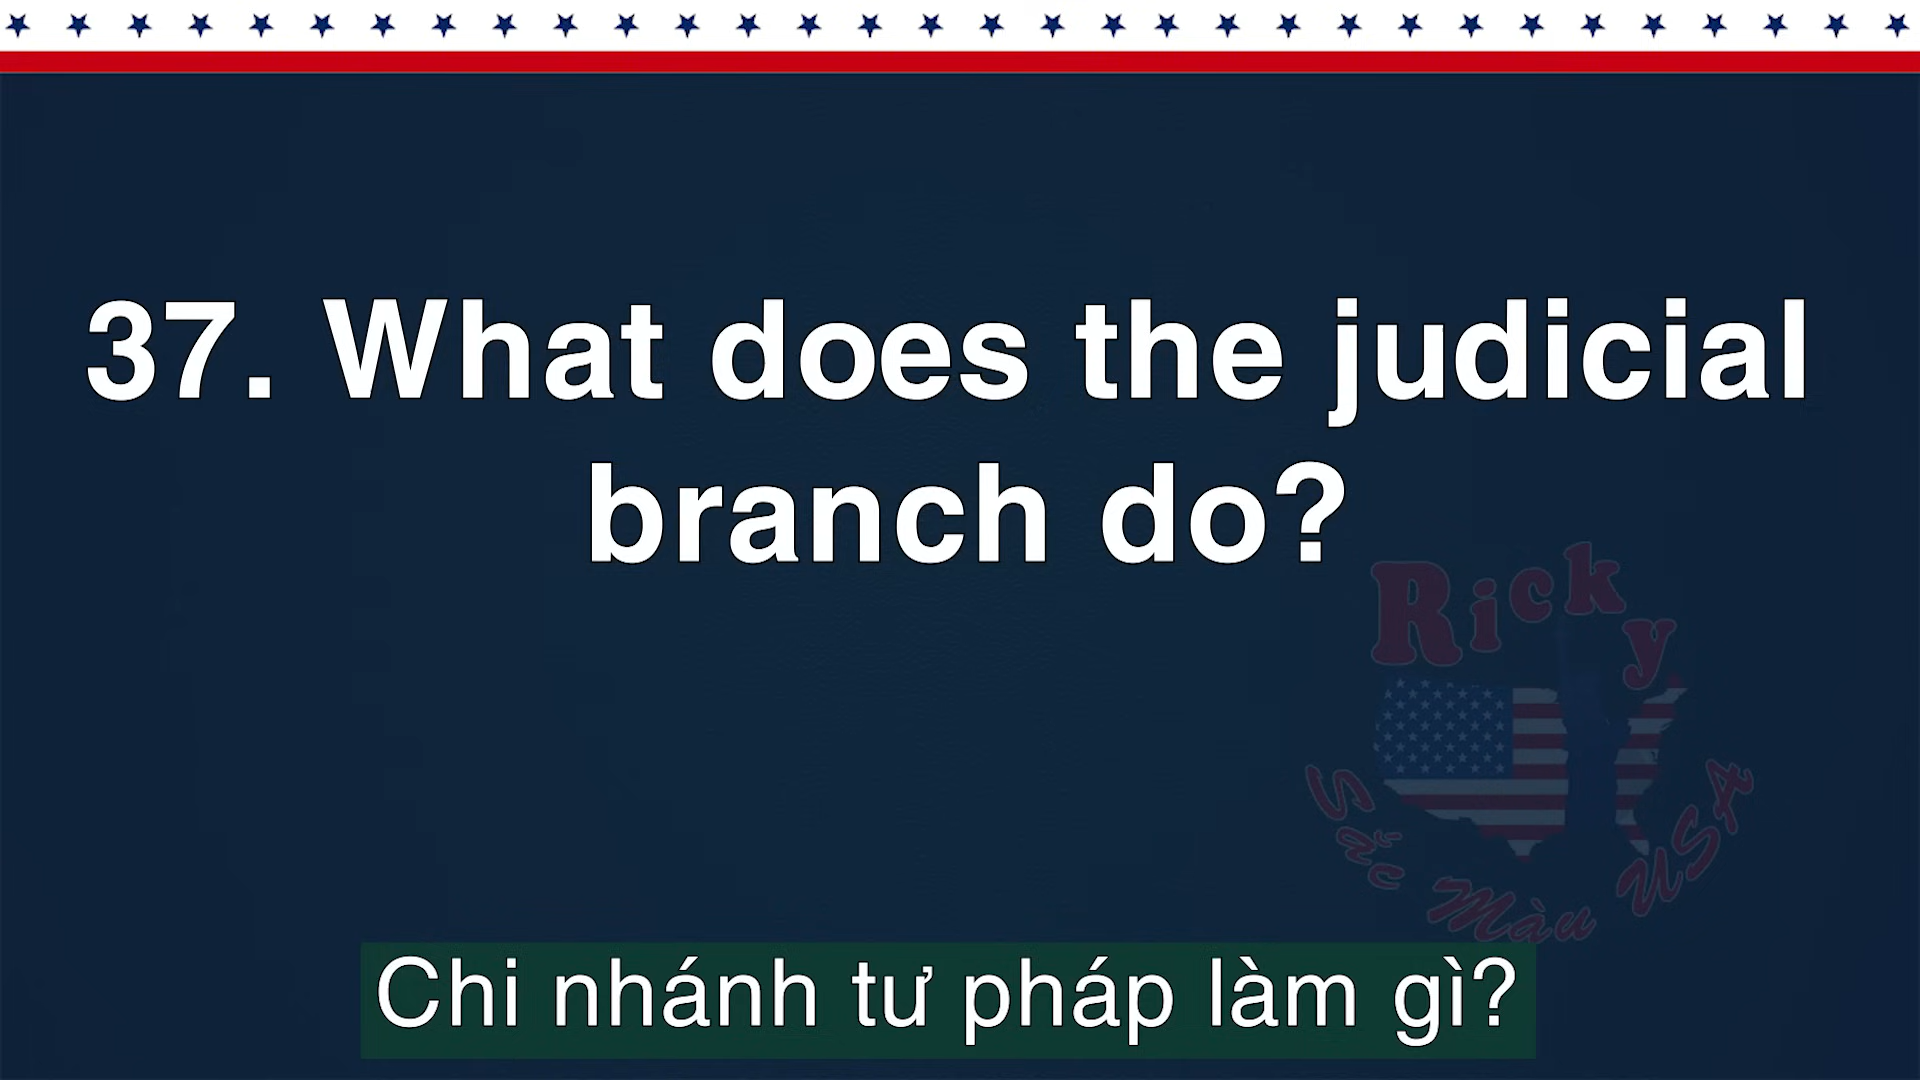 37. What does the judicial
branch do?
Ricky
Sắc Màu USA
Chi nhánh tư pháp làm gì?